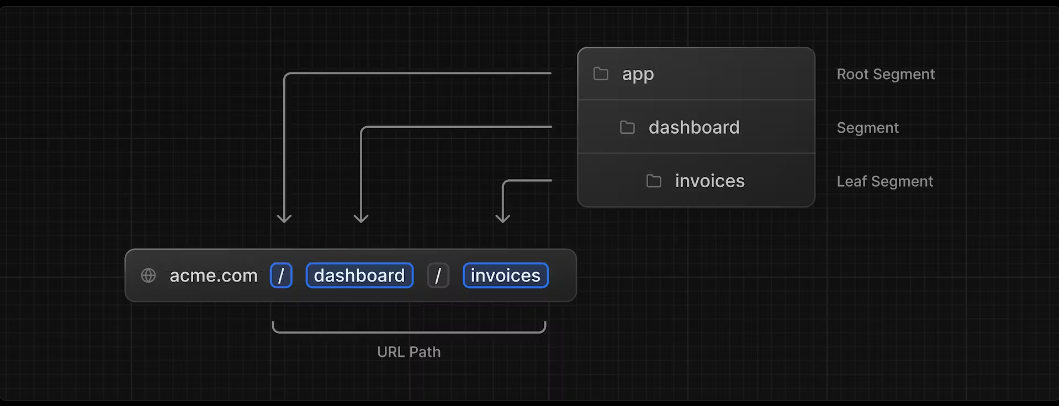 app Root Segment
dashboard Segment
invoices Leaf Segment
acme.com / dashboard / invoices
URL Path